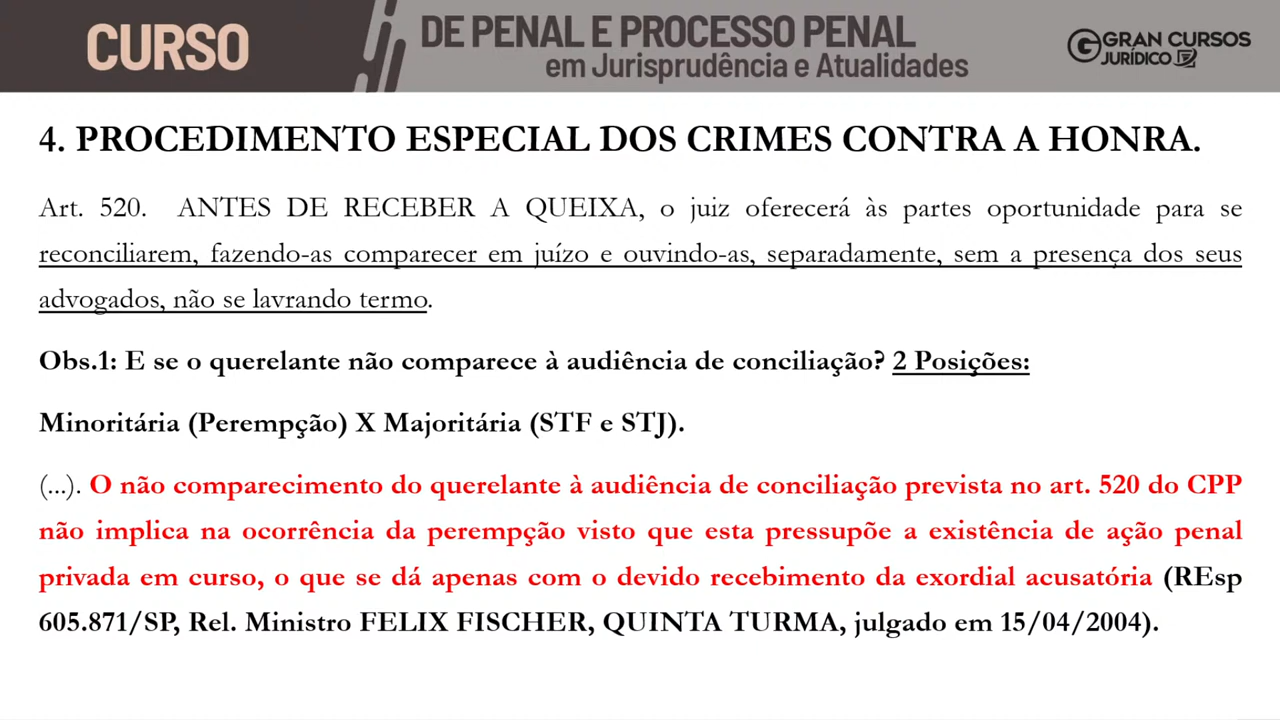 CURSO
DE PENAL E PROCESSO PENAL
em Jurisprudência e Atualidades
GRAN CURSOS
JURÍDICO
4. PROCEDIMENTO ESPECIAL DOS CRIMES CONTRA A HONRA.
Art. 520. ANTES DE RECEBER A QUEIXA, o juiz oferecerá às partes oportunidade para se
reconciliarem, fazendo-as comparecer em juízo e ouvindo-as, separadamente, sem a presença dos seus
advogados, não se lavrando termo.
Obs.1: E se o querelante não comparece à audiência de conciliação? 2 Posições:
Minoritária (Perempção) X Majoritária (STF e STJ).
(...). O não comparecimento do querelante à audiência de conciliação prevista no art. 520 do CPP
não implica na ocorrência da perempção visto que esta pressupõe a existência de ação penal
privada em curso, o que se dá apenas com o devido recebimento da exordial acusatória (REsp
605.871/SP, Rel. Ministro FELIX FISCHER, QUINTA TURMA, julgado em 15/04/2004).